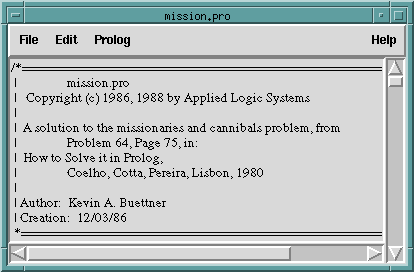 mission.pro
File Edit Prolog Help
/*================================================
| mission.pro
| Copyright (c) 1986, 1988 by Applied Logic Systems
|
| A solution to the missionaries and cannibals problem, from
| Problem 64, Page 75, in:
| How to Solve it in Prolog,
| Coelho, Cotta, Pereira, Lisbon, 1980
|
| Author: Kevin A. Buettner
| Creation: 12/03/86
*================================================